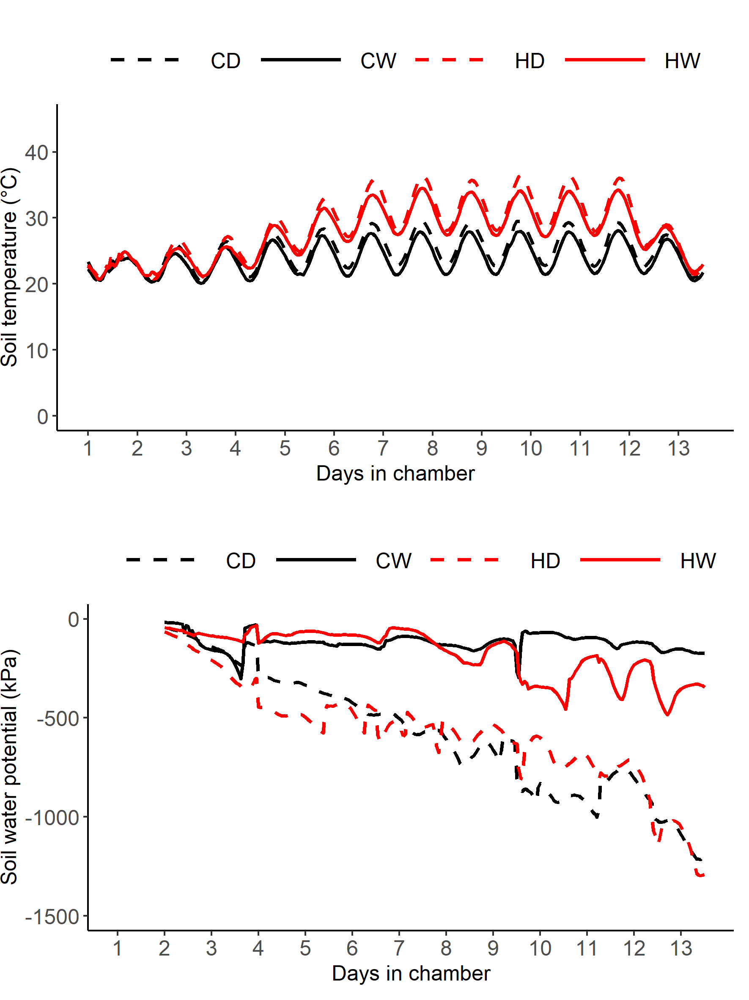 CD CW HD HW
Soil temperature (°C)
40
30
20
10
0
1 2 3 4 5 6 7 8 9 10 11 12 13
Days in chamber
CD CW HD HW
Soil water potential (kPa)
0
-500
-1000
-1500
1 2 3 4 5 6 7 8 9 10 11 12 13
Days in chamber